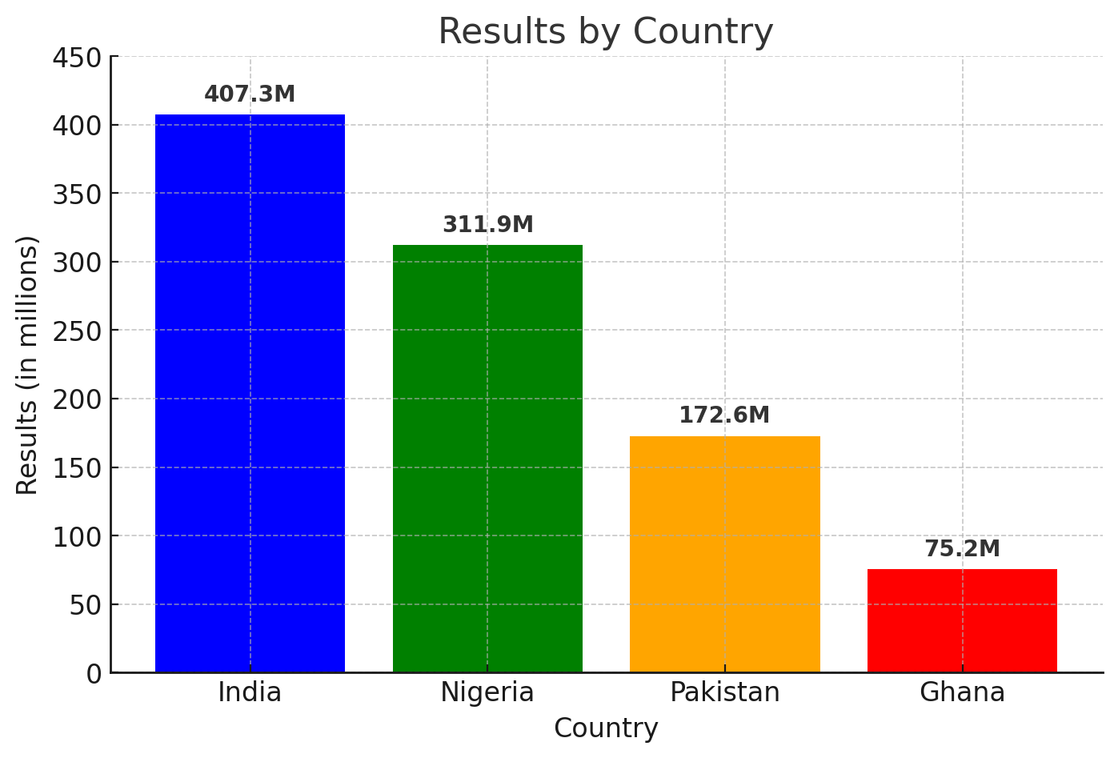 Results by Country
Results (in millions)
450
400
350
300
250
200
150
100
50
0
407.3M
311.9M
172.6M
75.2M
India
Nigeria
Pakistan
Ghana
Country